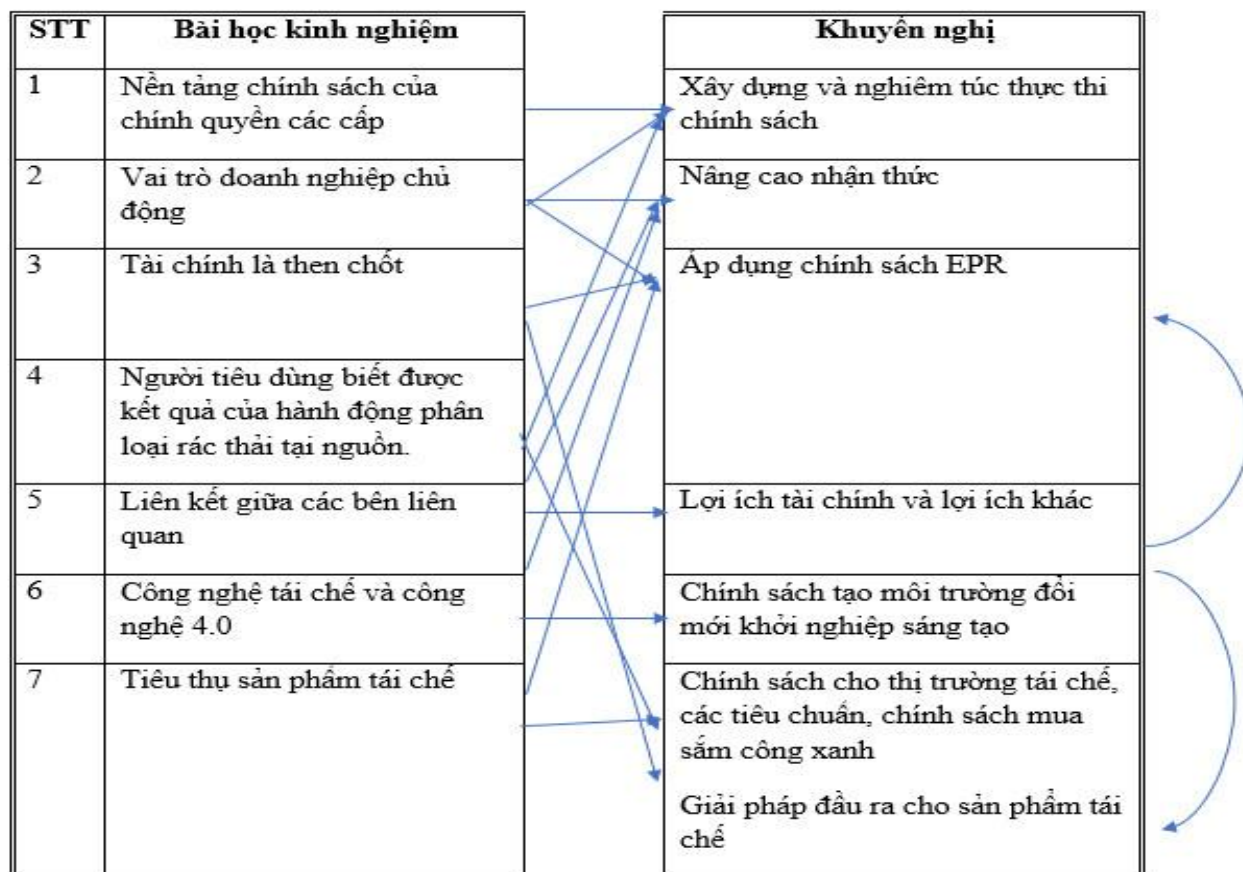 STT Bài học kinh nghiệm Khuyến nghị
1 Nền tảng chính sách của Xây dựng và nghiêm túc thực thi
chính quyền các cấp chính sách
2 Vai trò doanh nghiệp chủ Nâng cao nhận thức
động
3 Tài chính là then chốt Áp dụng chính sách EPR
4 Người tiêu dùng biết được
kết quả của hành động phân
loại rác thải tại nguồn.
5 Liên kết giữa các bên liên Lợi ích tài chính và lợi ích khác
quan
6 Công nghệ tái chế và công Chính sách tạo môi trường đổi
nghệ 4.0 mới khởi nghiệp sáng tạo
7 Tiêu thụ sản phẩm tái chế Chính sách cho thị trường tái chế,
các tiêu chuẩn, chính sách mua
sắm công xanh
Giải pháp đầu ra cho sản phẩm tái
chế